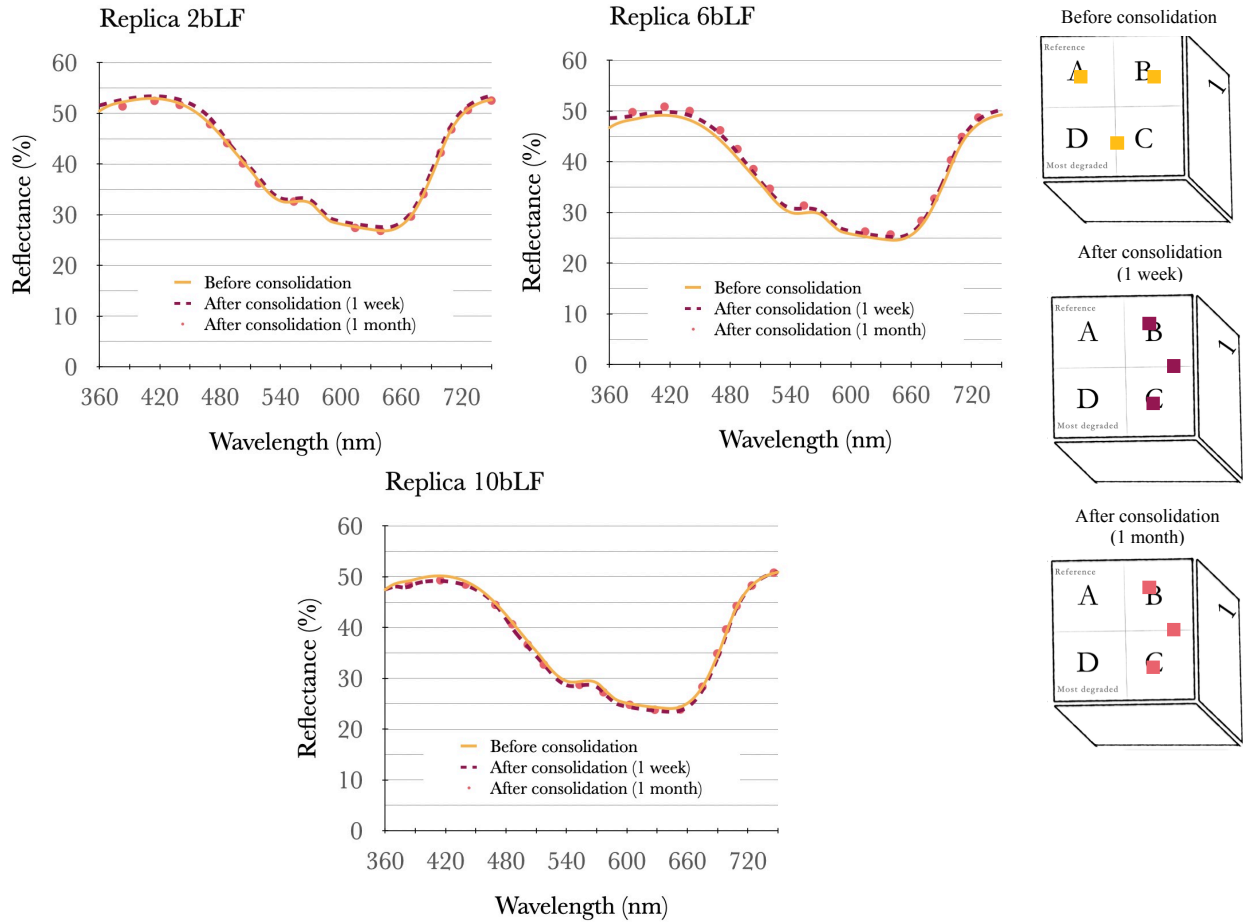 Replica 2bLF
60
50
40
30
20
10
0
Reflectance (%)
Before consolidation
After consolidation (1 week)
After consolidation (1 month)
360 420 480 540 600 660 720
Wavelength (nm)
Replica 6bLF
60
50
40
30
20
10
0
Reflectance (%)
Before consolidation
After consolidation (1 week)
After consolidation (1 month)
360 420 480 540 600 660 720
Wavelength (nm)
Replica 10bLF
60
50
40
30
20
10
0
Reflectance (%)
Before consolidation
After consolidation (1 week)
After consolidation (1 month)
360 420 480 540 600 660 720
Wavelength (nm)
Before consolidation
Reference
A B
D C
Most degraded
1
After consolidation
(1 week)
Reference
A B
D C
Most degraded
1
After consolidation
(1 month)
Reference
A B
D C
Most degraded
1